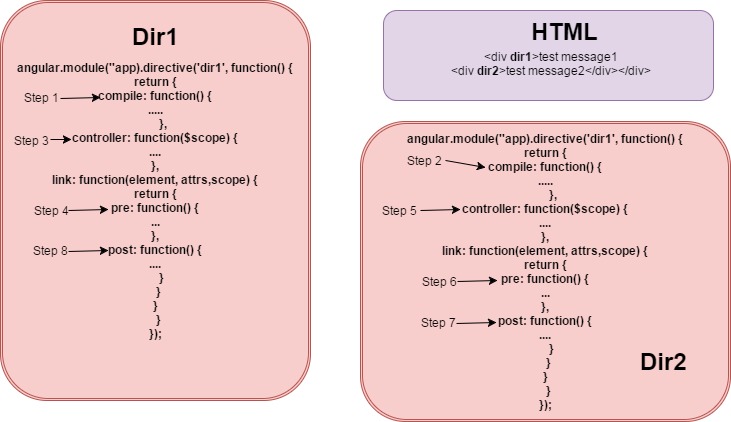 Dir1
angular.module("app).directive('dir1', function() {
return {
Step 1 compile: function() {
.....
},
Step 3 controller: function($scope) {
....
},
link: function(element, attrs,scope) {
return {
Step 4 pre: function() {
...
},
Step 8 post: function() {
....
}
}
}
}
});
HTML
<div dir1>test message1
<div dir2>test message2</div></div>
angular.module("app).directive('dir1', function() {
return {
Step 2 compile: function() {
.....
},
Step 5 controller: function($scope) {
....
},
link: function(element, attrs,scope) {
return {
Step 6 pre: function() {
...
},
Step 7 post: function() {
....
}
}
}
}
});
Dir2